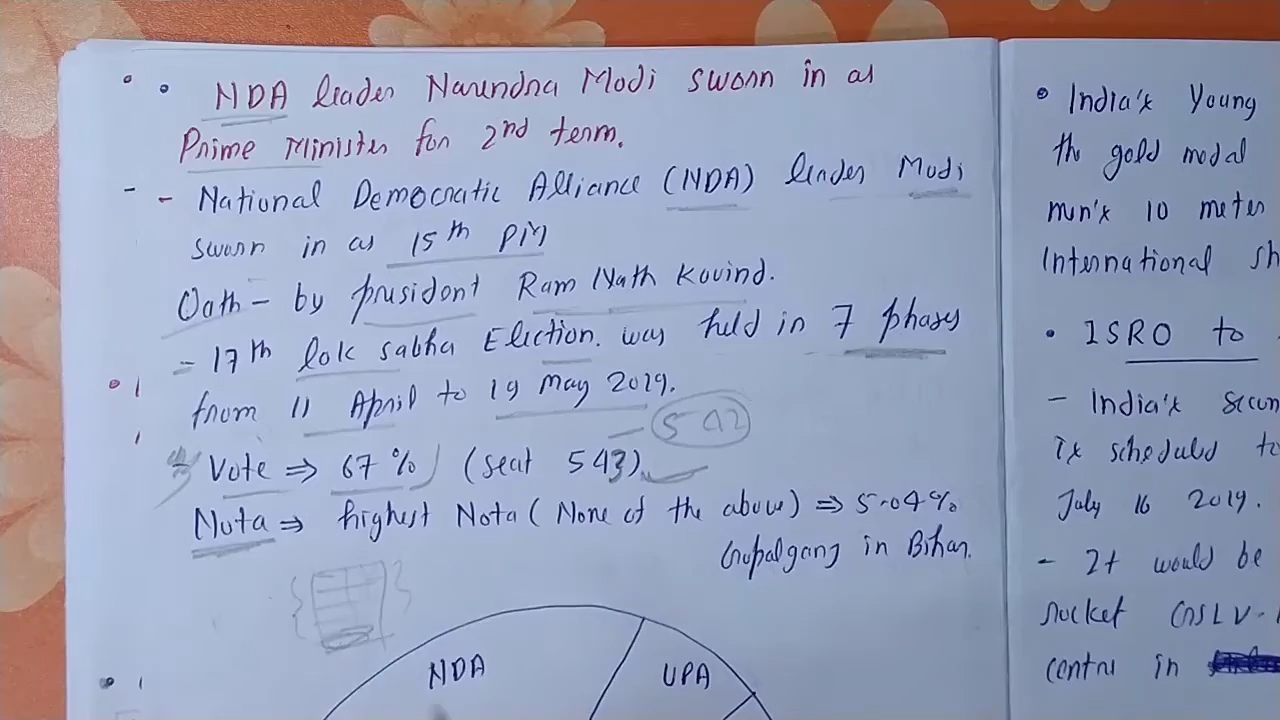 NDA leader Narendra Modi sworn in as
Prime Minister for 2nd term.
- National Democratic Alliance (NDA) leader Modi
sworn in as 15th PM
Oath - by president Ram Nath Kovind.
= 17th lok sabha Election. was held in 7 phases
from 11 April to 19 May 2019.
542
- Vote ⇒ 67% (seat 543)
Nota ⇒ highest Nota (None of the above) ⇒ 5.04%
Gopalganj in Bihar.
NDA
UPA
India's Young
the gold medal
men's 10 meter
International sh
ISRO to
- India's secon
is scheduled to
July 16 2019.
- It would be
rocket GSLV-
centre in